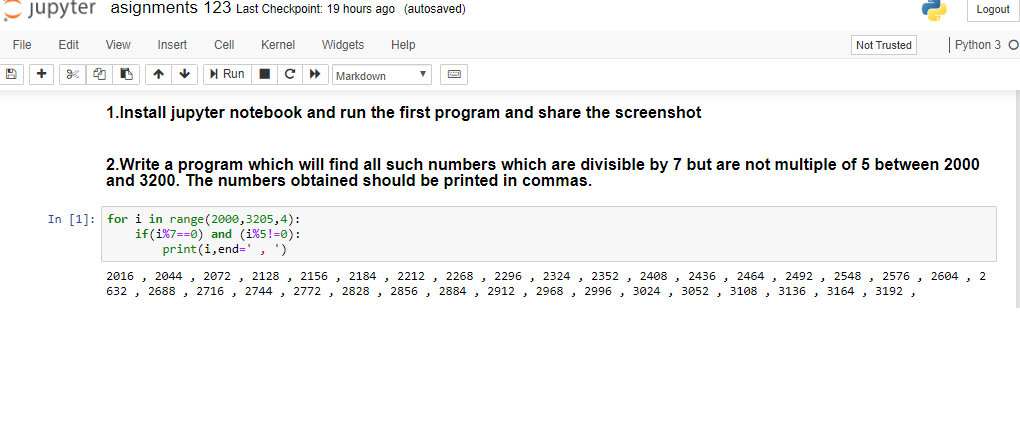 jupyter asignments 123 Last Checkpoint: 19 hours ago (autosaved) Logout
File Edit View Insert Cell Kernel Widgets Help Not Trusted Python 3
Run Markdown
1.Install jupyter notebook and run the first program and share the screenshot
2.Write a program which will find all such numbers which are divisible by 7 but are not multiple of 5 between 2000
and 3200. The numbers obtained should be printed in commas.
In [1]: for i in range(2000,3205,4):
if(i%7==0) and (i%5!=0):
print(i,end=' , ')
2016 , 2044 , 2072 , 2128 , 2156 , 2184 , 2212 , 2268 , 2296 , 2324 , 2352 , 2408 , 2436 , 2464 , 2492 , 2548 , 2576 , 2604 , 2
632 , 2688 , 2716 , 2744 , 2772 , 2828 , 2856 , 2884 , 2912 , 2968 , 2996 , 3024 , 3052 , 3108 , 3136 , 3164 , 3192 ,